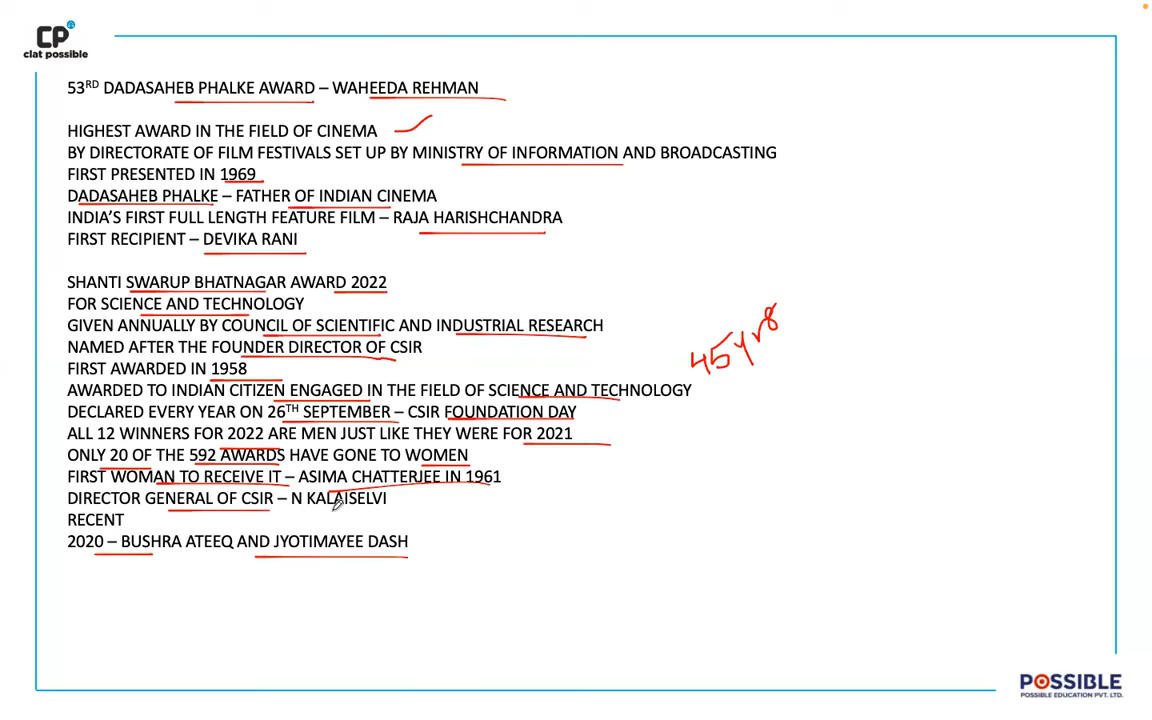 CP
clat possible
53RD DADASAHEB PHALKE AWARD – WAHEEDA REHMAN
HIGHEST AWARD IN THE FIELD OF CINEMA
BY DIRECTORATE OF FILM FESTIVALS SET UP BY MINISTRY OF INFORMATION AND BROADCASTING
FIRST PRESENTED IN 1969
DADASAHEB PHALKE – FATHER OF INDIAN CINEMA
INDIA'S FIRST FULL LENGTH FEATURE FILM – RAJA HARISHCHANDRA
FIRST RECIPIENT – DEVIKA RANI
SHANTI SWARUP BHATNAGAR AWARD 2022
FOR SCIENCE AND TECHNOLOGY
GIVEN ANNUALLY BY COUNCIL OF SCIENTIFIC AND INDUSTRIAL RESEARCH
NAMED AFTER THE FOUNDER DIRECTOR OF CSIR
45 yrs
FIRST AWARDED IN 1958
AWARDED TO INDIAN CITIZEN ENGAGED IN THE FIELD OF SCIENCE AND TECHNOLOGY
DECLARED EVERY YEAR ON 26TH SEPTEMBER – CSIR FOUNDATION DAY
ALL 12 WINNERS FOR 2022 ARE MEN JUST LIKE THEY WERE FOR 2021
ONLY 20 OF THE 592 AWARDS HAVE GONE TO WOMEN
FIRST WOMAN TO RECEIVE IT – ASIMA CHATTERJEE IN 1961
DIRECTOR GENERAL OF CSIR – N KALAISELVI
RECENT
2020 – BUSHRA ATEEQ AND JYOTIMAYEE DASH
POSSIBLE
POSSIBLE EDUCATION PVT. LTD.